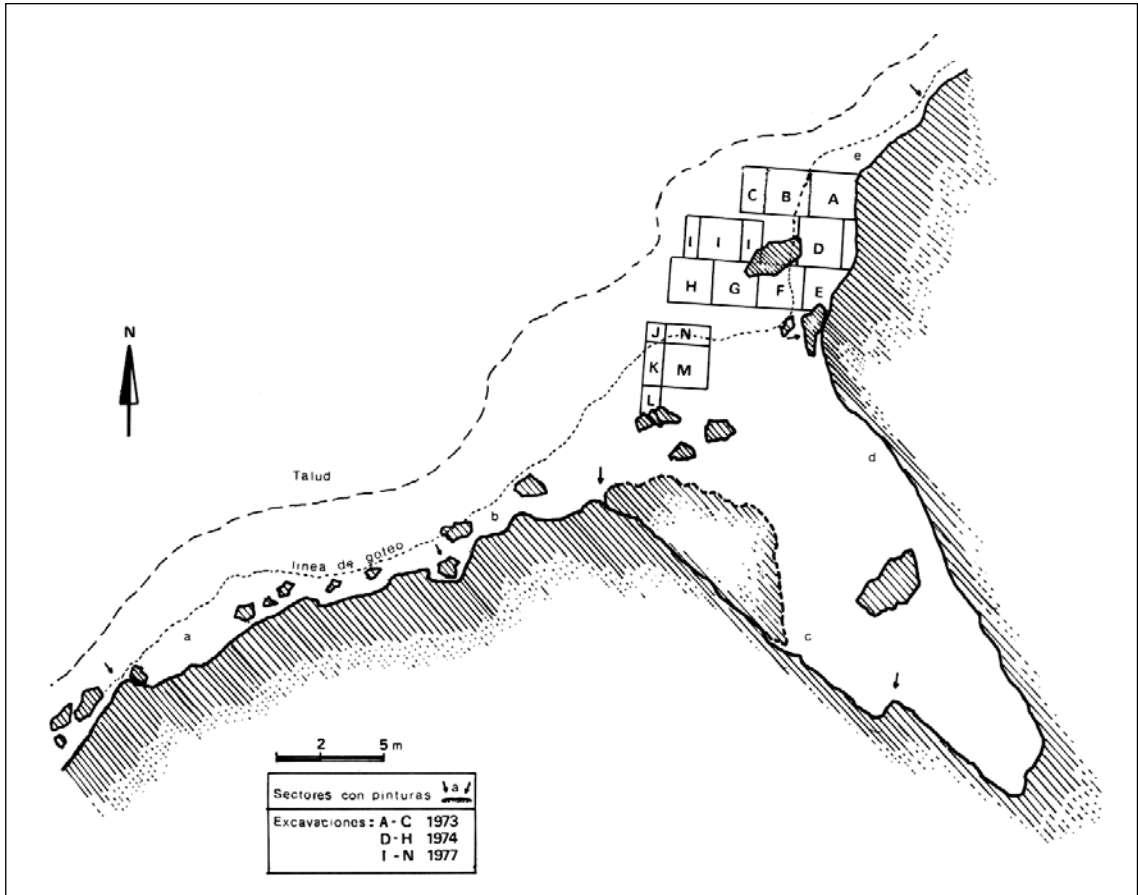 e
C B A
I I I D
H G F E
N
J N
K M
L
d
Talud
b
línea de goteo
a
c
2 5 m
Sectores con pinturas a
Excavaciones: A-C 1973
D-H 1974
I-N 1977